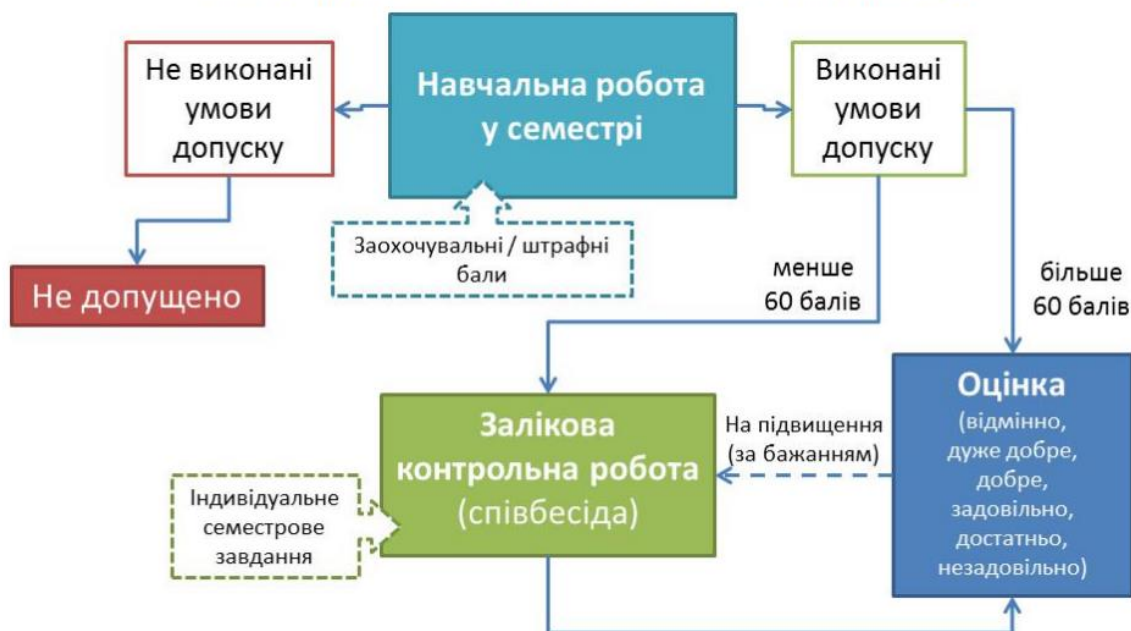 Не виконані
умови
допуску
Навчальна робота
у семестрі
Виконані
умови
допуску
Заохочувальні / штрафні
бали
Не допущено
менше
60 балів
більше
60 балів
Залікова
контрольна робота
(співбесіда)
На підвищення
(за бажанням)
Оцінка
(відмінно,
дуже добре,
добре,
задовільно,
достатньо,
незадовільно)
Індивідуальне
семестрове
завдання